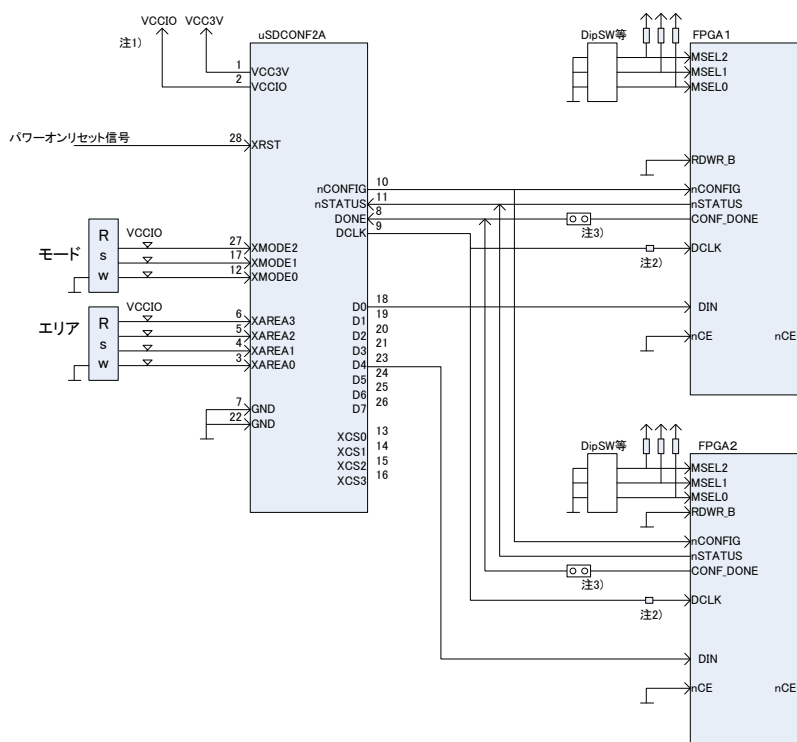 VCCIO VCC3V
注1)
uSDCONF2A
1
VCC3V
2
VCCIO
パワーオンリセット信号
28
XRST
nCONFIG
10
nSTATUS
11
DONE
8
DCLK
9
モード
R
s
w
VCCIO
27
XMODE2
17
XMODE1
12
XMODE0
エリア
R
s
w
VCCIO
6
XAREA3
5
XAREA2
4
XAREA1
3
XAREA0
7
GND
22
GND
D0
18
D1
19
D2
20
D3
21
D4
23
D5
24
D6
25
D7
26
XCS0
13
XCS1
14
XCS2
15
XCS3
16
DipSW等
FPGA1
MSEL2
MSEL1
MSEL0
RDWR_B
nCONFIG
nSTATUS
CONF_DONE
注3)
DCLK
注2)
DIN
nCE
nCE
DipSW等
FPGA2
MSEL2
MSEL1
MSEL0
RDWR_B
nCONFIG
nSTATUS
CONF_DONE
注3)
DCLK
注2)
DIN
nCE
nCE